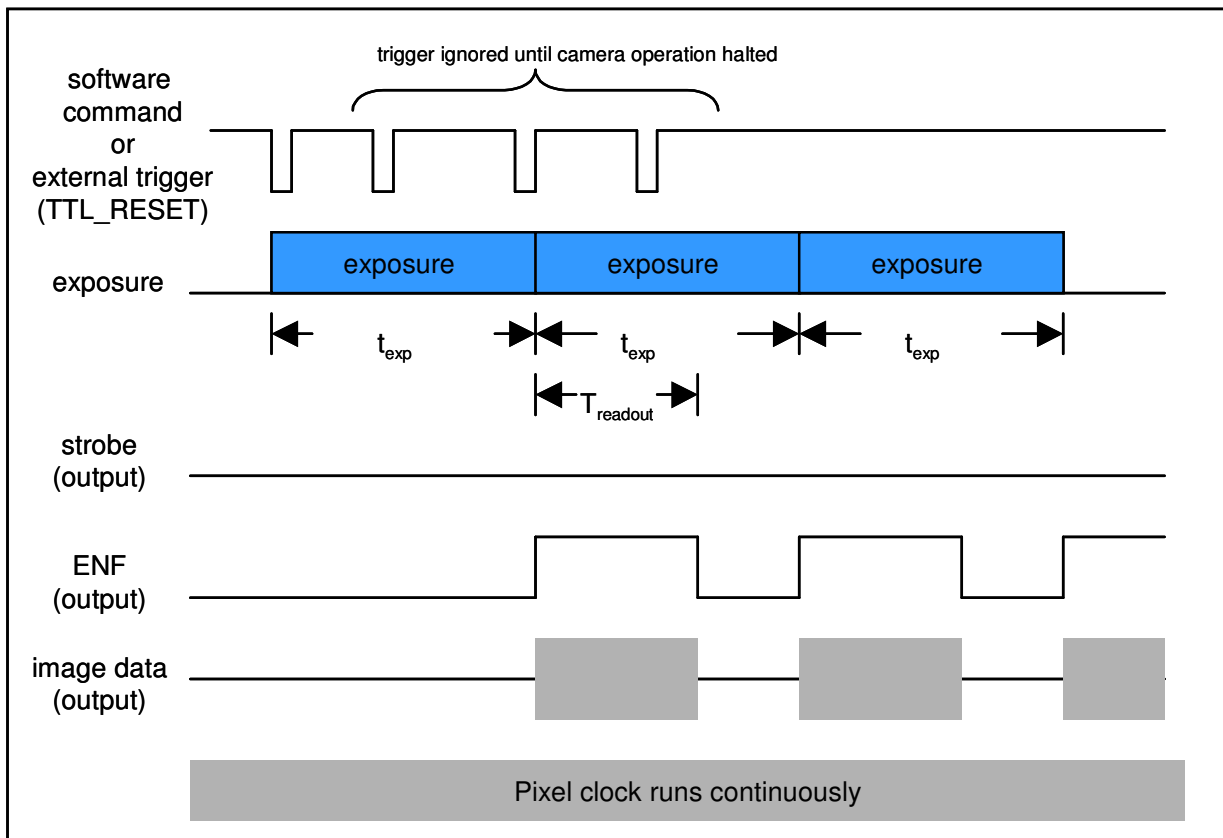 trigger ignored until camera operation halted
software
command
or
external trigger
(TTL_RESET)
exposure
exposure
exposure
exposure
texp
texp
texp
Treadout
strobe
(output)
ENF
(output)
image data
(output)
Pixel clock runs continuously